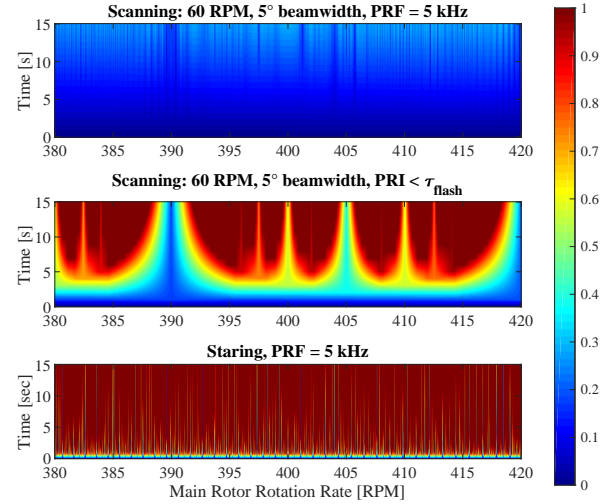 Scanning: 60 RPM, 5° beamwidth, PRF = 5 kHz
Time [s]
15
10
5
0
380 385 390 395 400 405 410 415 420
Scanning: 60 RPM, 5° beamwidth, PRI < τflash
Time [s]
15
10
5
0
380 385 390 395 400 405 410 415 420
Staring, PRF = 5 kHz
Time [sec]
15
10
5
0
380 390 400 410 420
Main Rotor Rotation Rate [RPM]
1
0.9
0.8
0.7
0.6
0.5
0.4
0.3
0.2
0.1
0